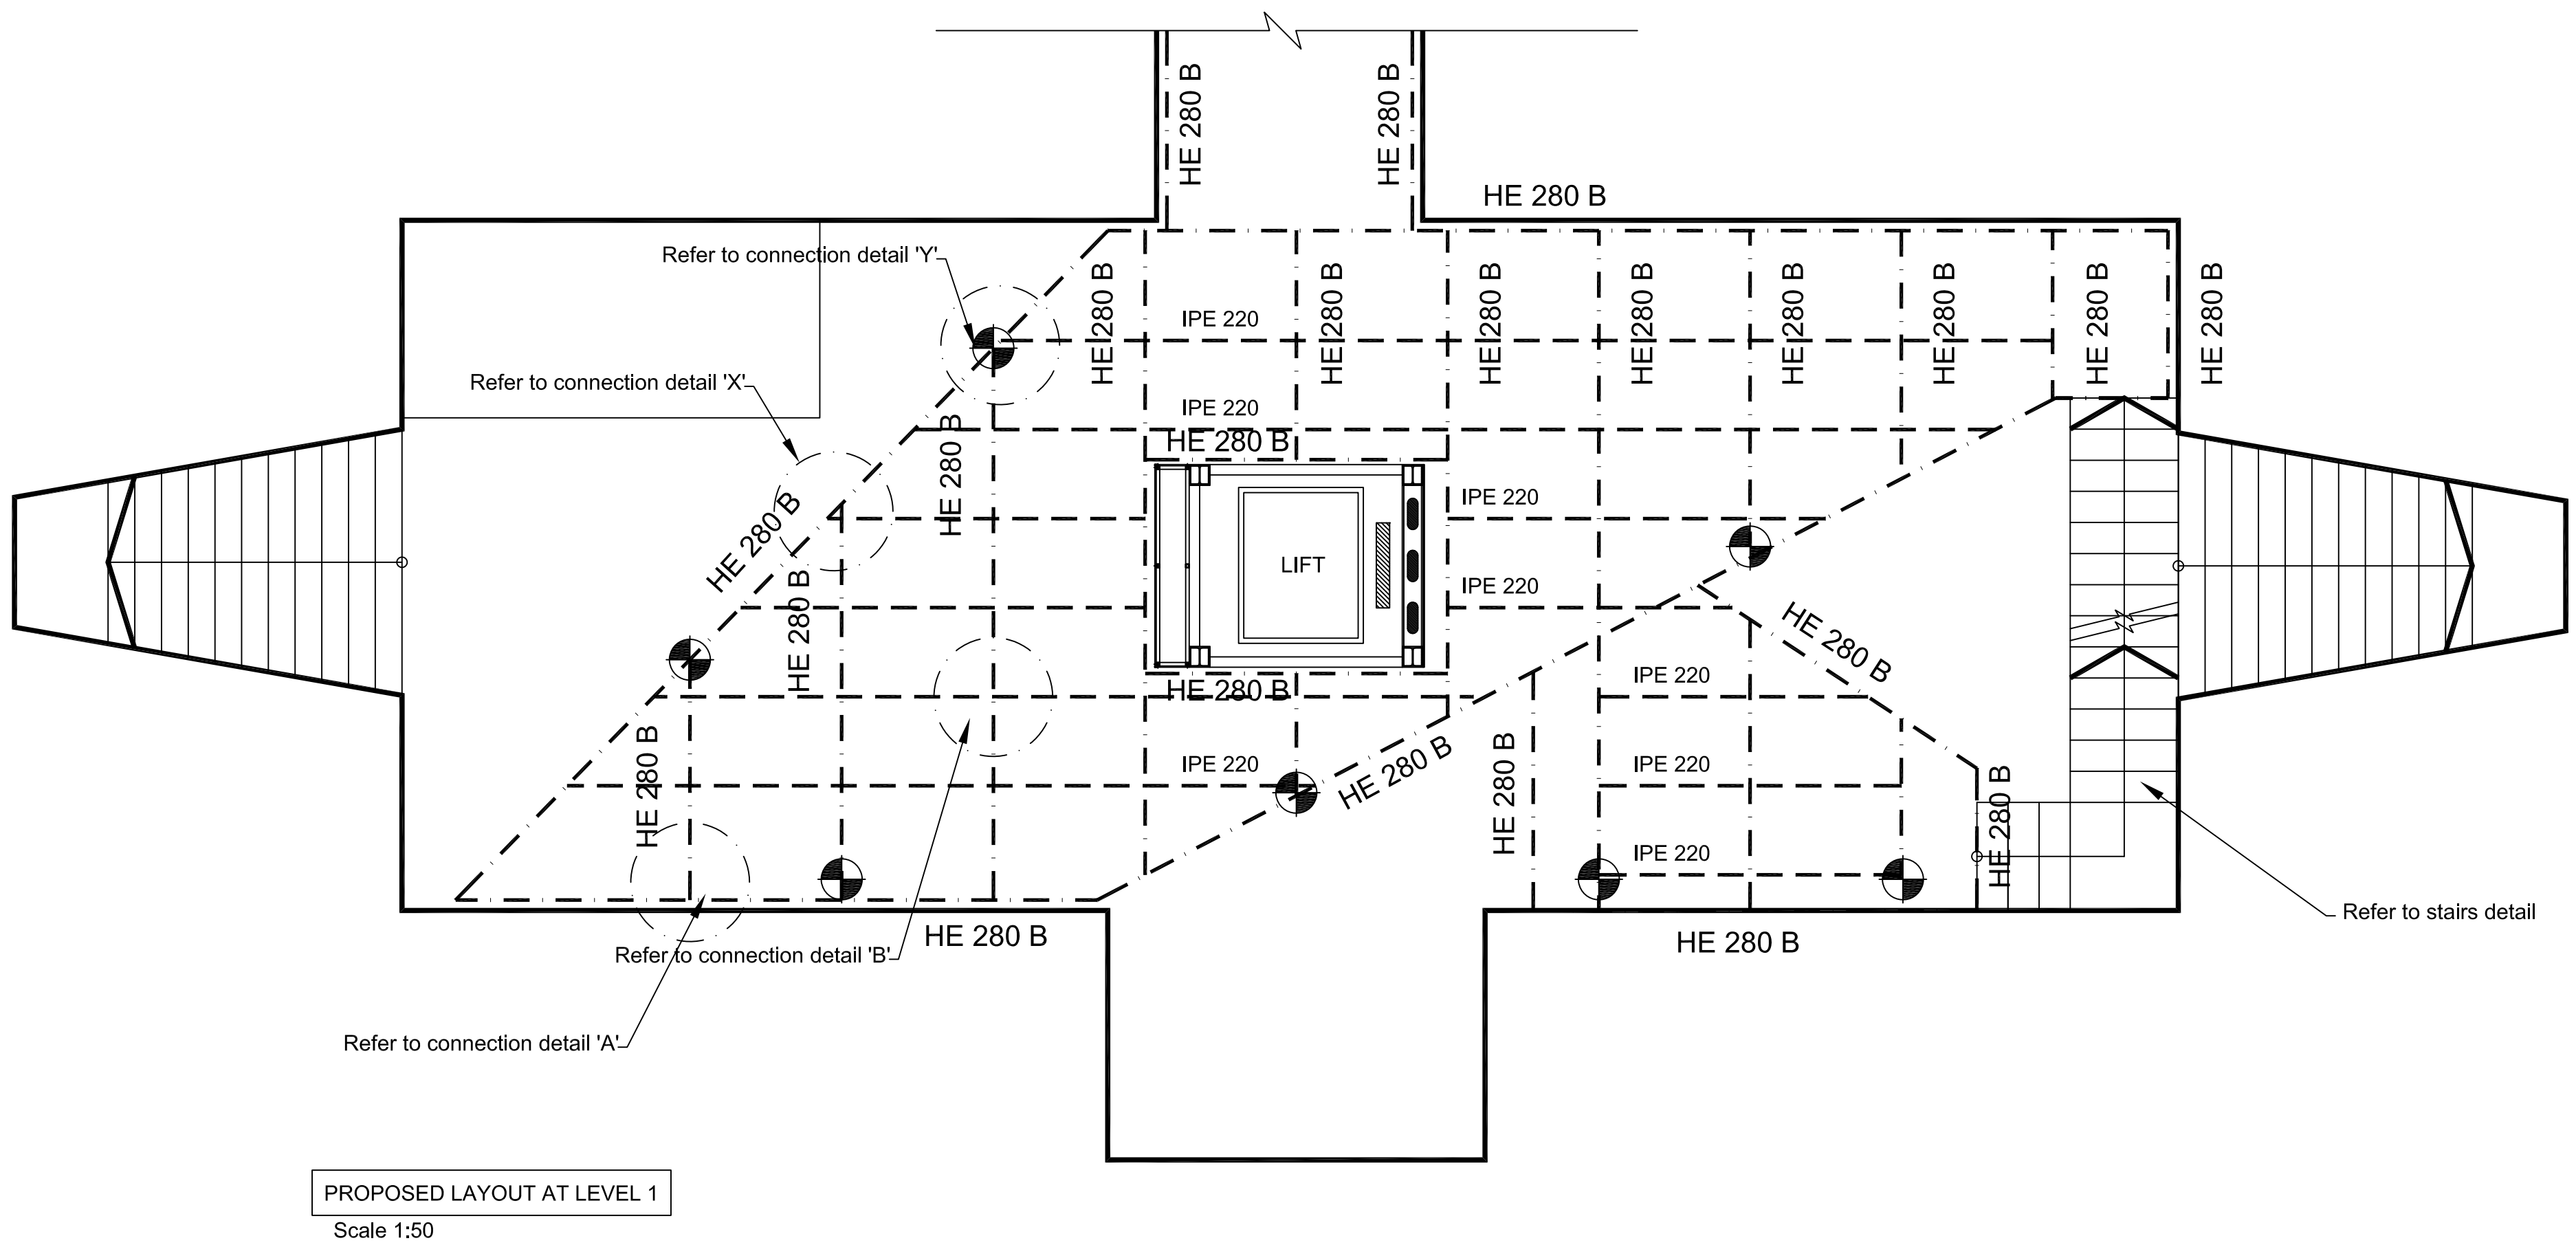 HE 280 B
HE 280 B
HE 280 B
Refer to connection detail 'Y'
HE 280 B
HE 280 B
HE 280 B
HE 280 B
HE 280 B
HE 280 B
HE 280 B
HE 280 B
IPE 220
Refer to connection detail 'X'
IPE 220
HE 280 B
HE 280 B
IPE 220
HE 280 B
LIFT
IPE 220
HE 280 B
HE 280 B
IPE 220
HE 280 B
HE 280 B
IPE 220
HE 280 B
HE 280 B
IPE 220
HE 280 B
IPE 220
HE 280 B
Refer to stairs detail
HE 280 B
HE 280 B
Refer to connection detail 'B'
Refer to connection detail 'A'
PROPOSED LAYOUT AT LEVEL 1
Scale 1:50